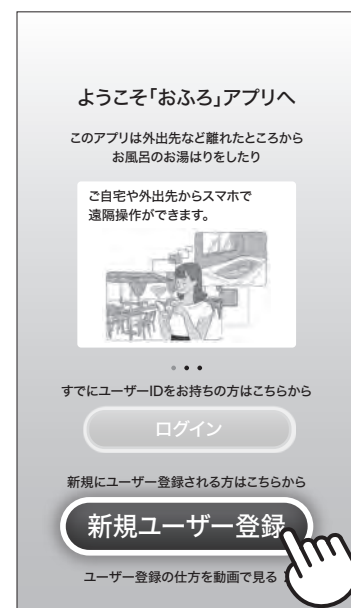 ようこそ「おふろ」アプリへ
このアプリは外出先など離れたところから
お風呂のお湯はりをしたり
ご自宅や外出先からスマホで
遠隔操作ができます。
すでにユーザーIDをお持ちの方はこちらから
ログイン
新規にユーザー登録される方はこちらから
新規ユーザー登録
ユーザー登録の仕方を動画で見る